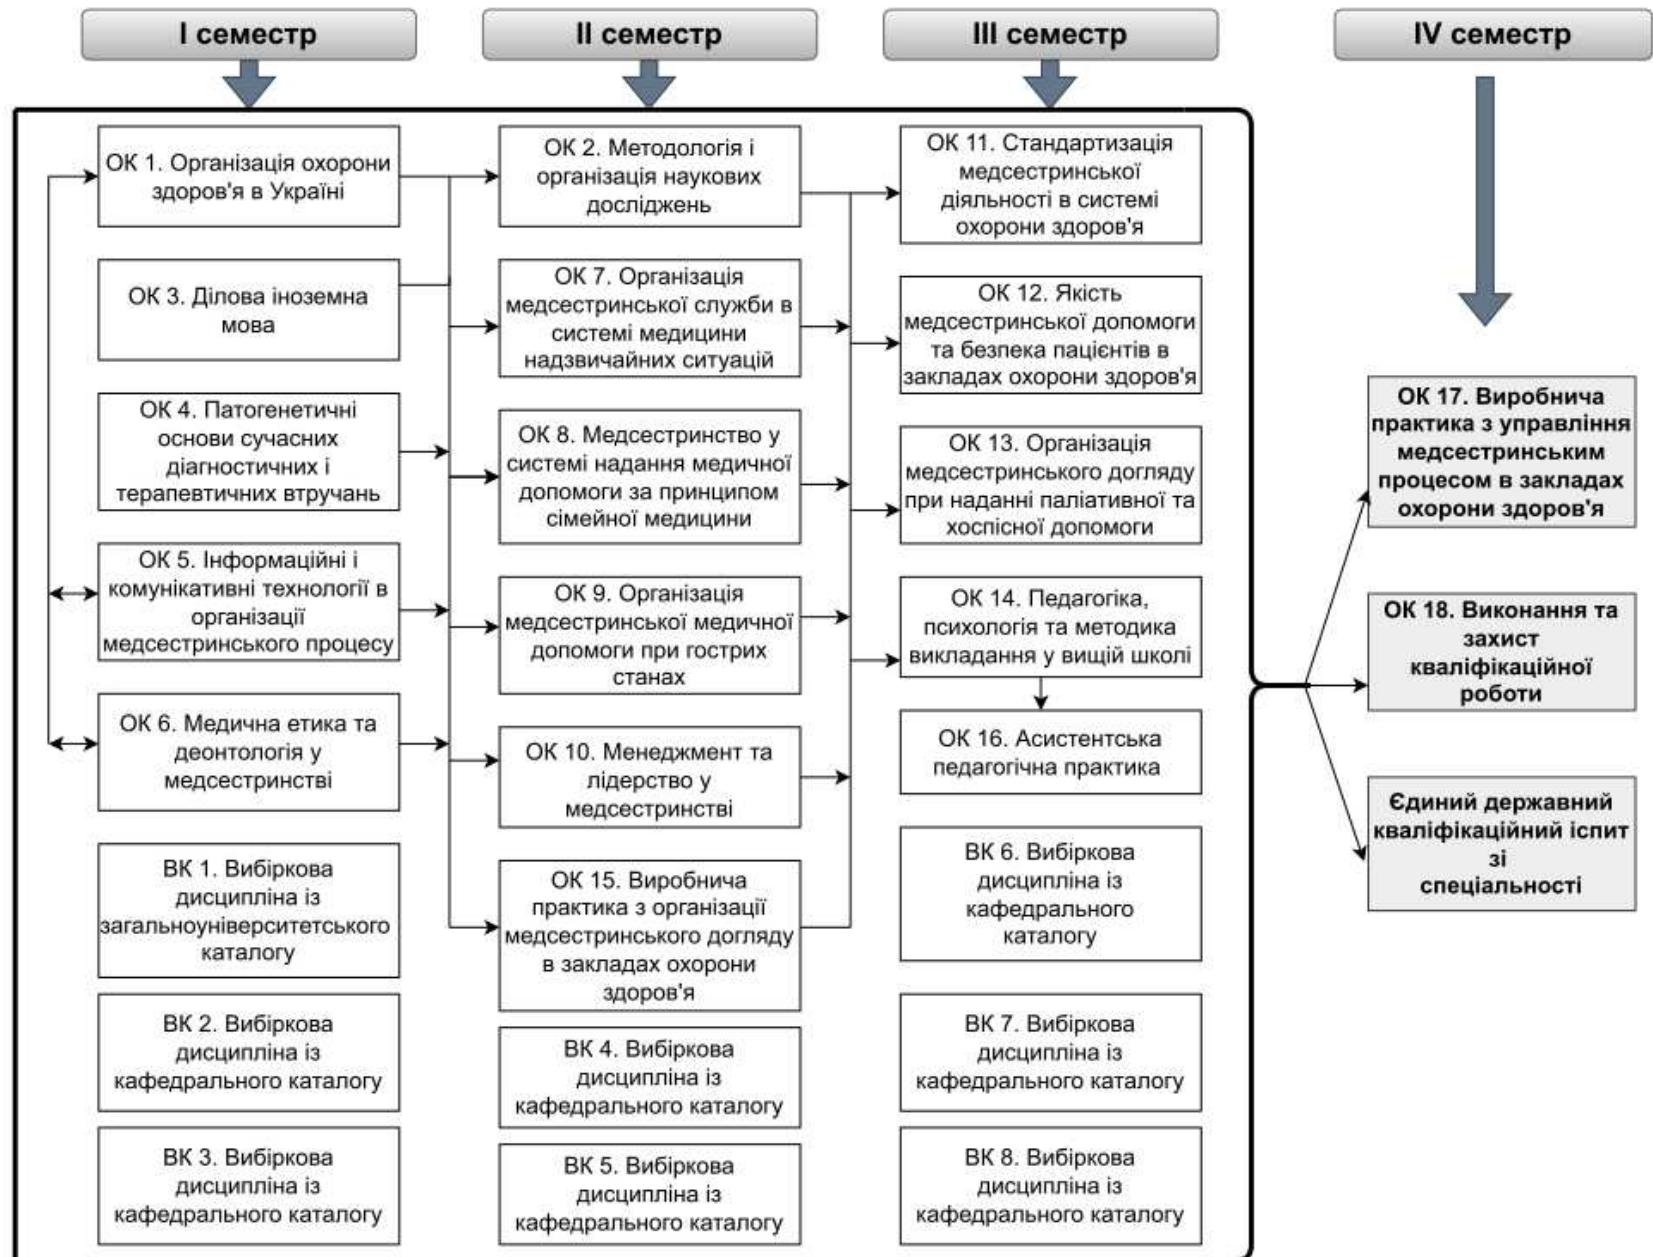 I семестр
II семестр
III семестр
IV семестр
ОК 1. Організація охорони
здоров'я в Україні
ОК 3. Ділова іноземна
мова
ОК 4. Патогенетичні
основи сучасних
діагностичних і
терапевтичних втручань
ОК 5. Інформаційні і
комунікативні технології в
організації
медсестринського процесу
ОК 6. Медична етика та
деонтологія у
медсестринстві
ВК 1. Вибіркова
дисципліна із
загальноуніверситетського
каталогу
ВК 2. Вибіркова
дисципліна із
кафедрального каталогу
ВК 3. Вибіркова
дисципліна із
кафедрального каталогу
ОК 2. Методологія і
організація наукових
досліджень
ОК 7. Організація
медсестринської служби в
системі медицини
надзвичайних ситуацій
ОК 8. Медсестринство у
системі надання медичної
допомоги за принципом
сімейної медицини
ОК 9. Організація
медсестринської медичної
допомоги при гострих
станах
ОК 10. Менеджмент та
лідерство у
медсестринстві
ОК 15. Виробнича
практика з організації
медсестринського догляду
в закладах охорони
здоров'я
ВК 4. Вибіркова
дисципліна із
кафедрального каталогу
ВК 5. Вибіркова
дисципліна із
кафедрального каталогу
ОК 11. Стандартизація
медсестринської
діяльності в системі
охорони здоров'я
ОК 12. Якість
медсестринської допомоги
та безпека пацієнтів в
закладах охорони здоров'я
ОК 13. Організація
медсестринського догляду
при наданні паліативної та
хоспісної допомоги
ОК 14. Педагогіка,
психологія та методика
викладання у вищій школі
ОК 16. Асистентська
педагогічна практика
ВК 6. Вибіркова
дисципліна із
кафедрального
каталогу
ВК 7. Вибіркова
дисципліна із
кафедрального каталогу
ВК 8. Вибіркова
дисципліна із
кафедрального каталогу
ОК 17. Виробнича
практика з управління
медсестринським
процесом в закладах
охорони здоров'я
ОК 18. Виконання та
захист
кваліфікаційної
роботи
Єдиний державний
кваліфікаційний іспит
зі
спеціальності